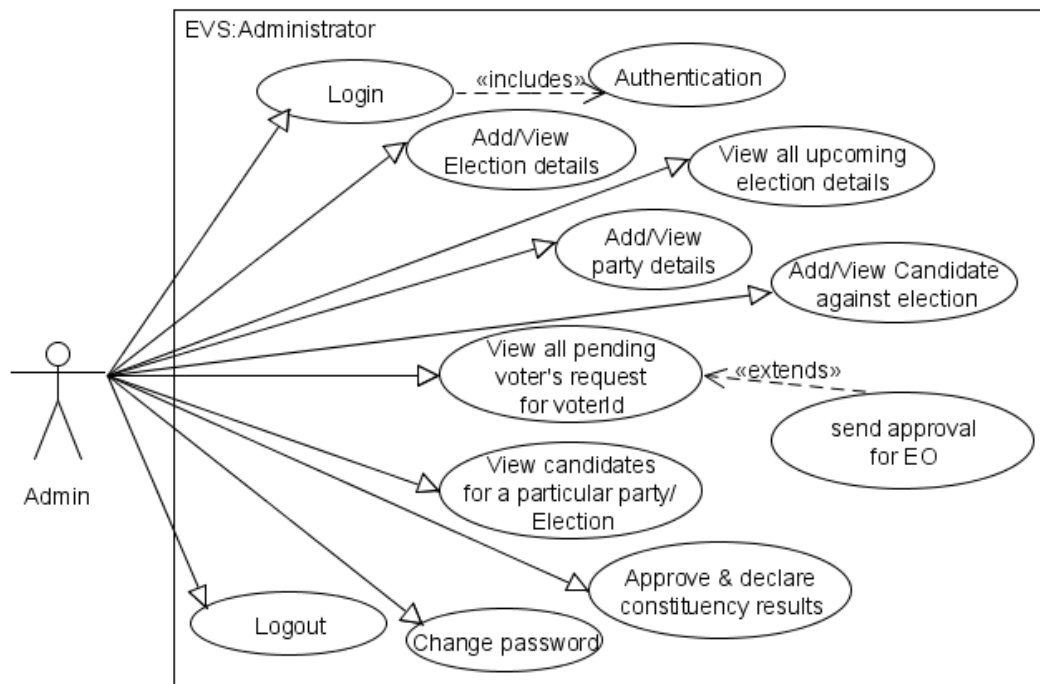 EVS:Administrator
Login
«includes»
Authentication
Add/View
Election details
View all upcoming
election details
Add/View
party details
Add/View Candidate
against election
View all pending
voter's request
for voterId
«extends»
send approval
for EO
Admin
View candidates
for a particular party/
Election
Approve & declare
constituency results
Logout
Change password